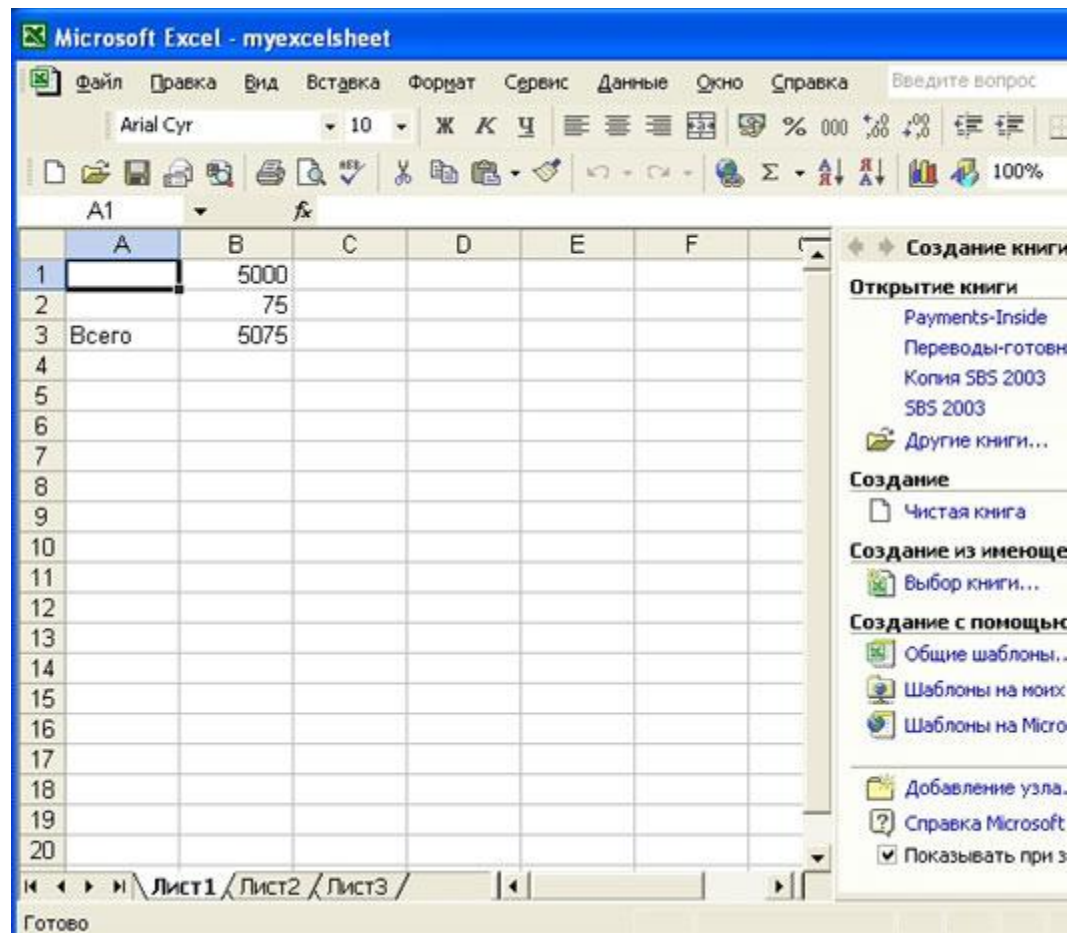 Microsoft Excel - myexcelsheet
Файл Правка Вид Вставка Формат Сервис Данные Окно Справка Введите вопрос
Arial Cyr 10 Ж К Ч % 000
100%
A1 fx
A B C D E F
1 5000
2 75
3 Всего 5075
4
5
6
7
8
9
10
11
12
13
14
15
16
17
18
19
20
Создание книги
Открытие книги
Payments-Inside
Переводы-готовн
Копия SBS 2003
SBS 2003
Другие книги...
Создание
Чистая книга
Создание из имеюще
Выбор книги...
Создание с помощью
Общие шаблоны..
Шаблоны на моих
Шаблоны на Micro
Добавление узла.
Справка Microsoft
Показывать при з
Лист1 Лист2 Лист3
Готово